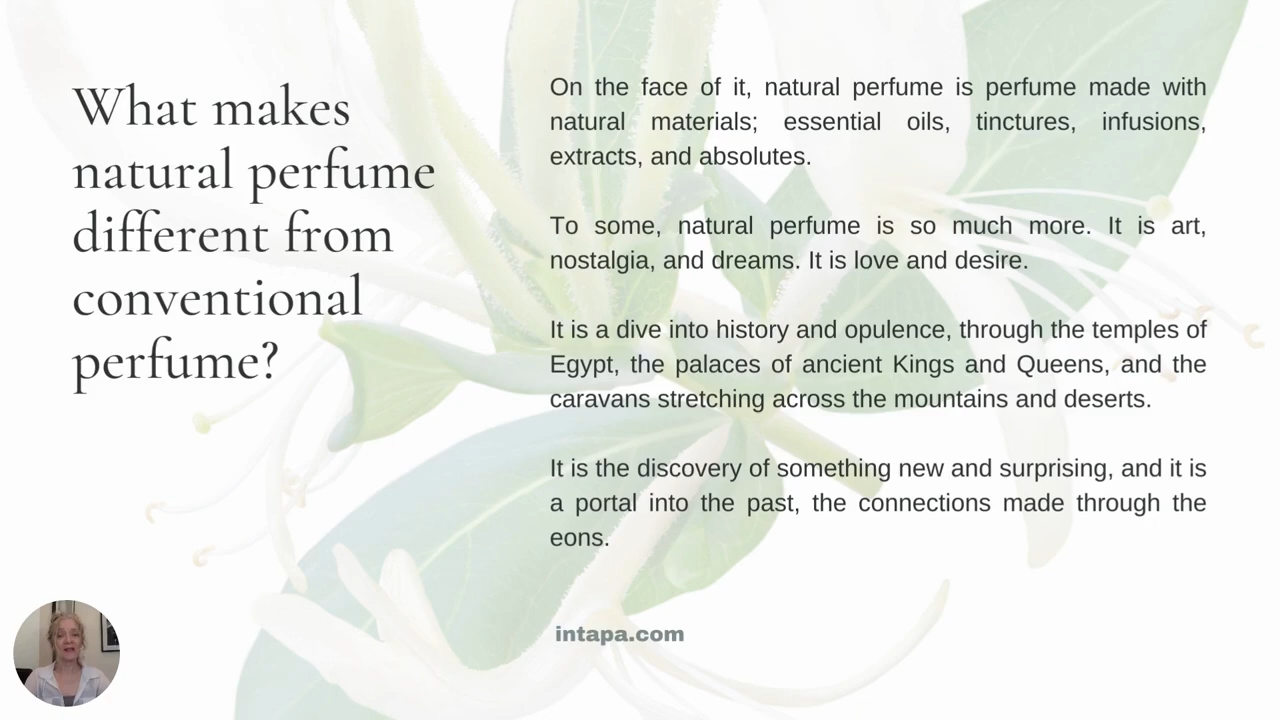 What makes
natural perfume
different from
conventional
perfume?
On the face of it, natural perfume is perfume made with
natural materials; essential oils, tinctures, infusions,
extracts, and absolutes.
To some, natural perfume is so much more. It is art,
nostalgia, and dreams. It is love and desire.
It is a dive into history and opulence, through the temples of
Egypt, the palaces of ancient Kings and Queens, and the
caravans stretching across the mountains and deserts.
It is the discovery of something new and surprising, and it is
a portal into the past, the connections made through the
eons.
intapa.com